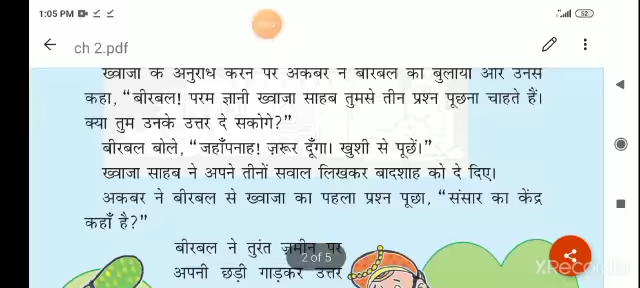 1:05 PM
52
ch 2.pdf
ख्वाजा के अनुरोध करने पर अकबर ने बीरबल को बुलाया और उनसे
कहा, “बीरबल! परम ज्ञानी ख्वाजा साहब तुमसे तीन प्रश्न पूछना चाहते हैं।
क्या तुम उनके उत्तर दे सकोगे?”
बीरबल बोले, “जहाँपनाह! ज़रूर दूँगा। खुशी से पूछें।”
ख्वाजा साहब ने अपने तीनों सवाल लिखकर बादशाह को दे दिए।
अकबर ने बीरबल से ख्वाजा का पहला प्रश्न पूछा, “संसार का केंद्र
कहाँ है?”
बीरबल ने तुरंत ज़मीन पर
2 of 5
अपनी छड़ी गाड़कर उत्तर
XRecorder